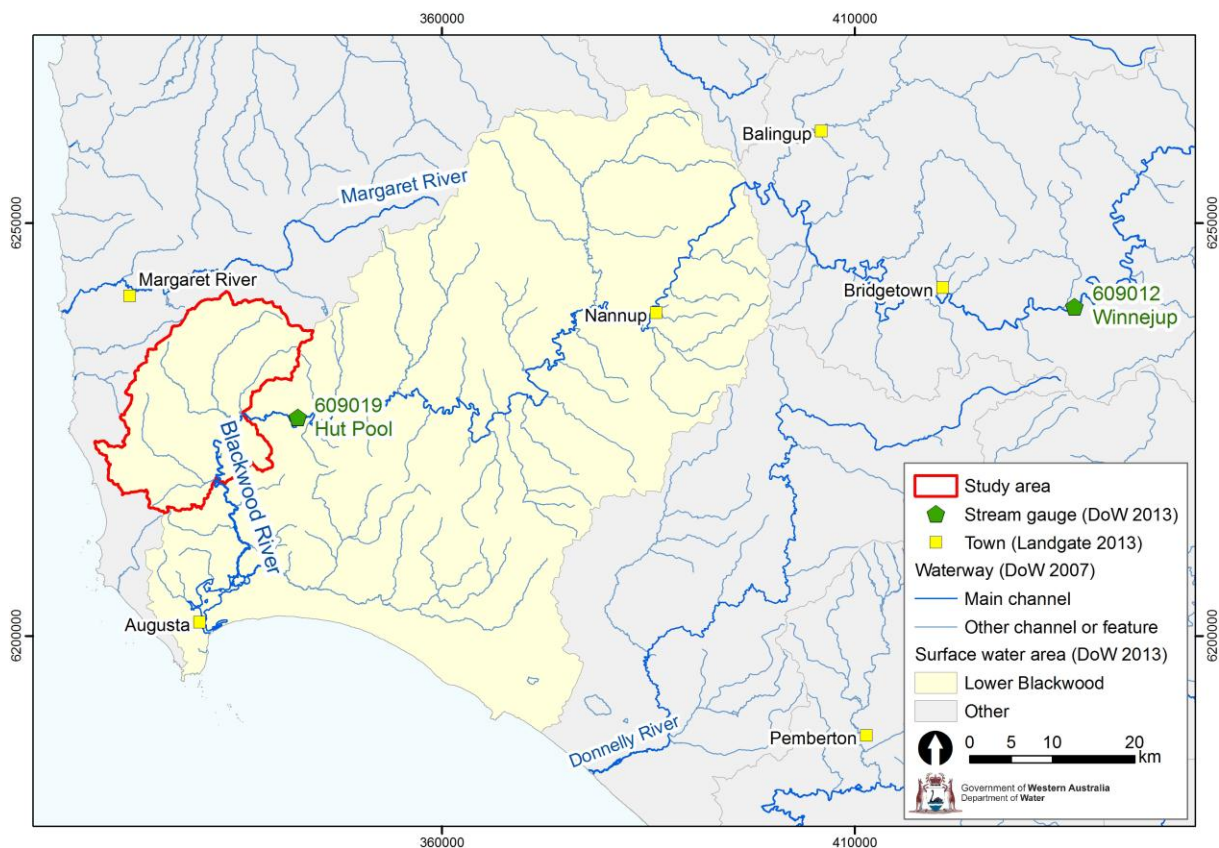 360000
410000
Balingup
Margaret River
6250000
6250000
Margaret River
Bridgetown
609012
Winnejup
Nannup
609019
Hut Pool
Blackwood River
Study area
Stream gauge (DoW 2013)
Town (Landgate 2013)
Waterway (DoW 2007)
Main channel
Other channel or feature
Surface water area (DoW 2013)
Lower Blackwood
Other
Augusta
6200000
6200000
Donnelly River
Pemberton
0 5 10 20
km
Government of Western Australia
Department of Water
360000
410000